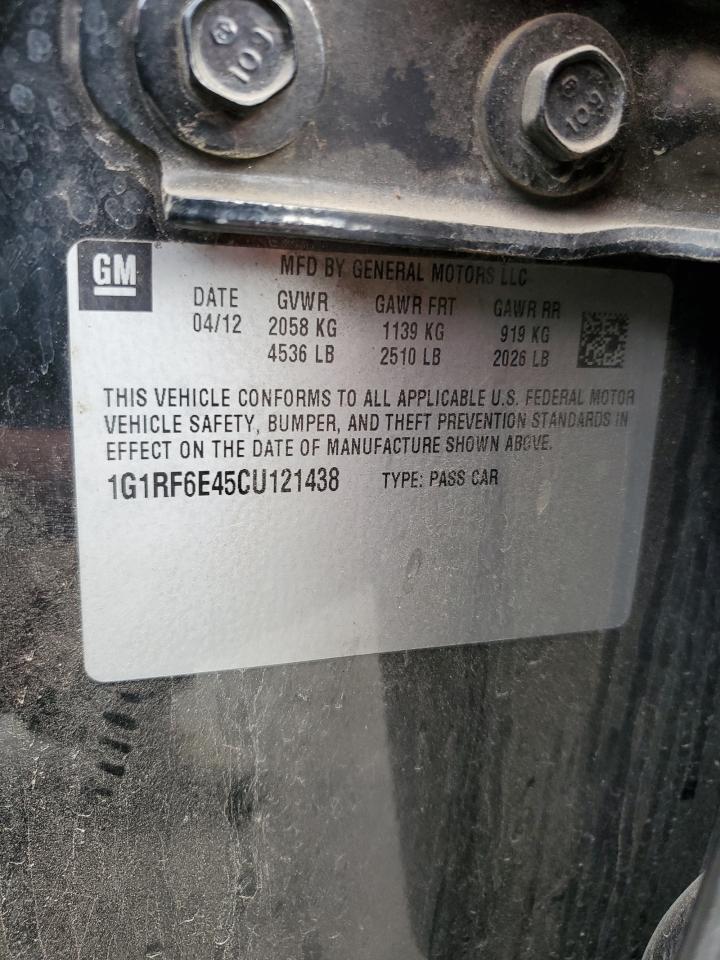 LOJ
LOJ
GM
MFD BY GENERAL MOTORS LLC
DATE GVWR GAWR FRT GAWR RR
04/12 2058 KG 1139 KG 919 KG
4536 LB 2510 LB 2026 LB
THIS VEHICLE CONFORMS TO ALL APPLICABLE U.S. FEDERAL MOTOR
VEHICLE SAFETY, BUMPER, AND THEFT PREVENTION STANDARDS IN
EFFECT ON THE DATE OF MANUFACTURE SHOWN ABOVE.
1G1RF6E45CU121438 TYPE: PASS CAR